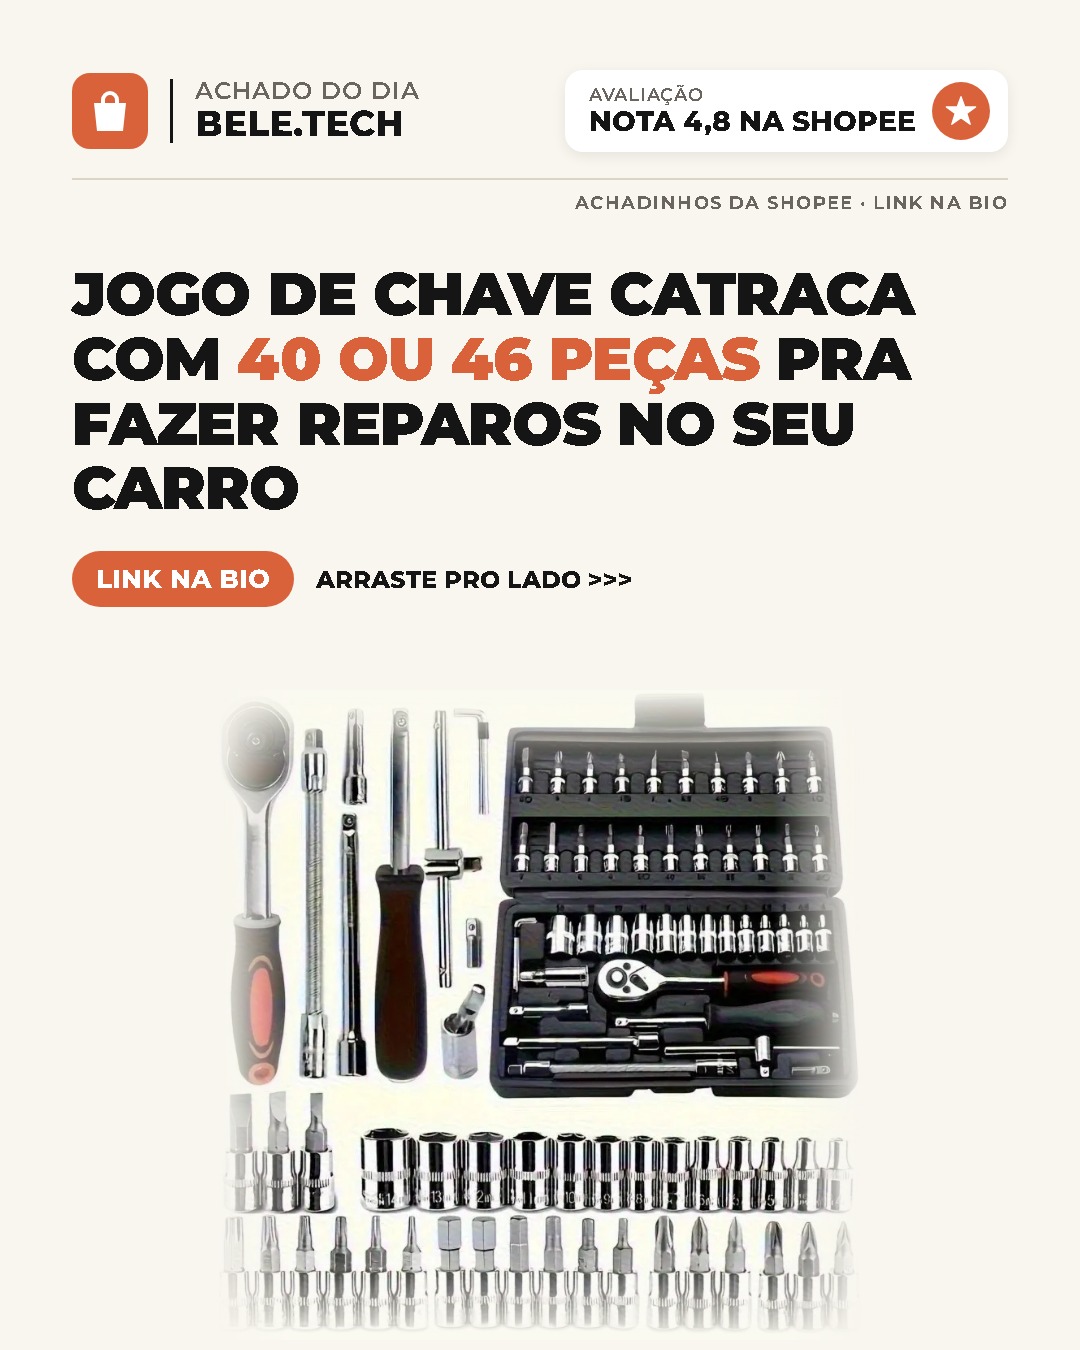 ACHADO DO DIA
BELE.TECH
AVALIAÇÃO
NOTA 4,8 NA SHOPEE
ACHADINHOS DA SHOPEE · LINK NA BIO
JOGO DE CHAVE CATRACA
COM 40 OU 46 PEÇAS PRA
FAZER REPAROS NO SEU
CARRO
LINK NA BIO
ARRASTE PRO LADO >>>